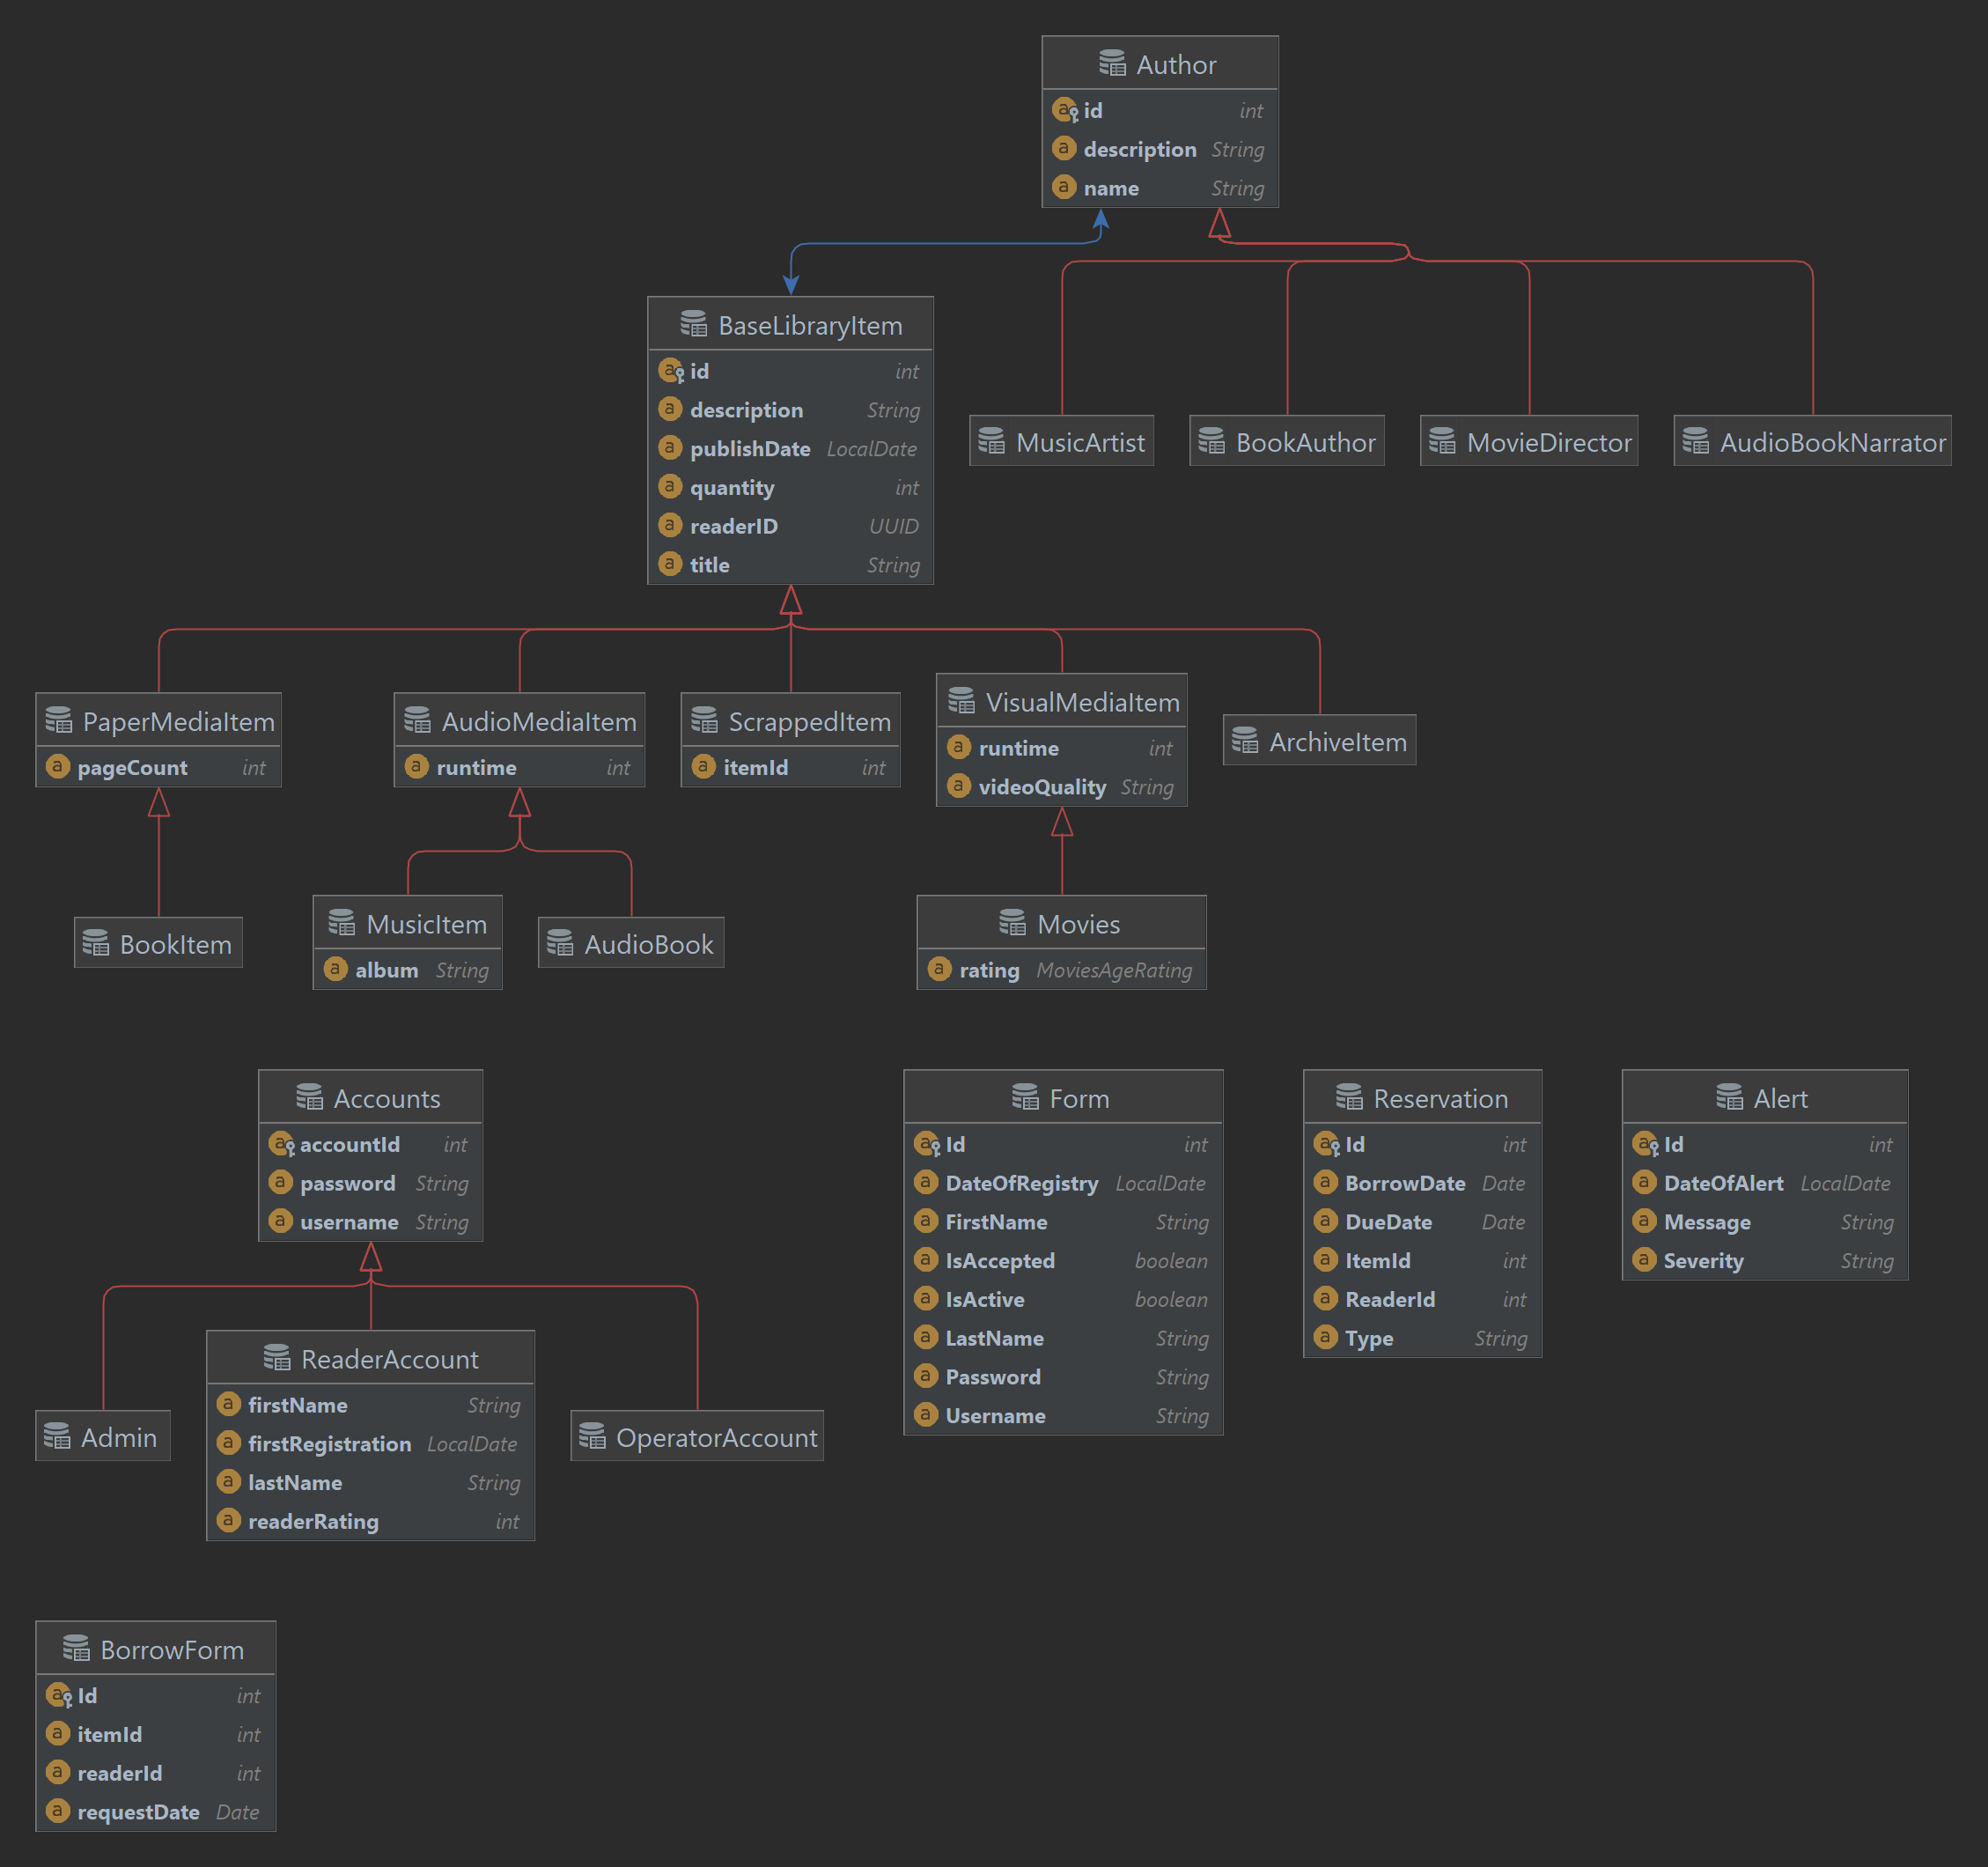 Author
id int
description String
name String
BaseLibraryItem
id int
description String
publishDate LocalDate
quantity int
readerID UUID
title String
MusicArtist
BookAuthor
MovieDirector
AudioBookNarrator
PaperMediaItem
pageCount int
AudioMediaItem
runtime int
ScrappedItem
itemId int
VisualMediaItem
runtime int
videoQuality String
ArchiveItem
BookItem
MusicItem
album String
AudioBook
Movies
rating MoviesAgeRating
Accounts
accountId int
password String
username String
Form
Id int
DateOfRegistry LocalDate
FirstName String
IsAccepted boolean
IsActive boolean
LastName String
Password String
Username String
Reservation
Id int
BorrowDate Date
DueDate Date
ItemId int
ReaderId int
Type String
Alert
Id int
DateOfAlert LocalDate
Message String
Severity String
Admin
ReaderAccount
firstName String
firstRegistration LocalDate
lastName String
readerRating int
OperatorAccount
BorrowForm
Id int
itemId int
readerId int
requestDate Date